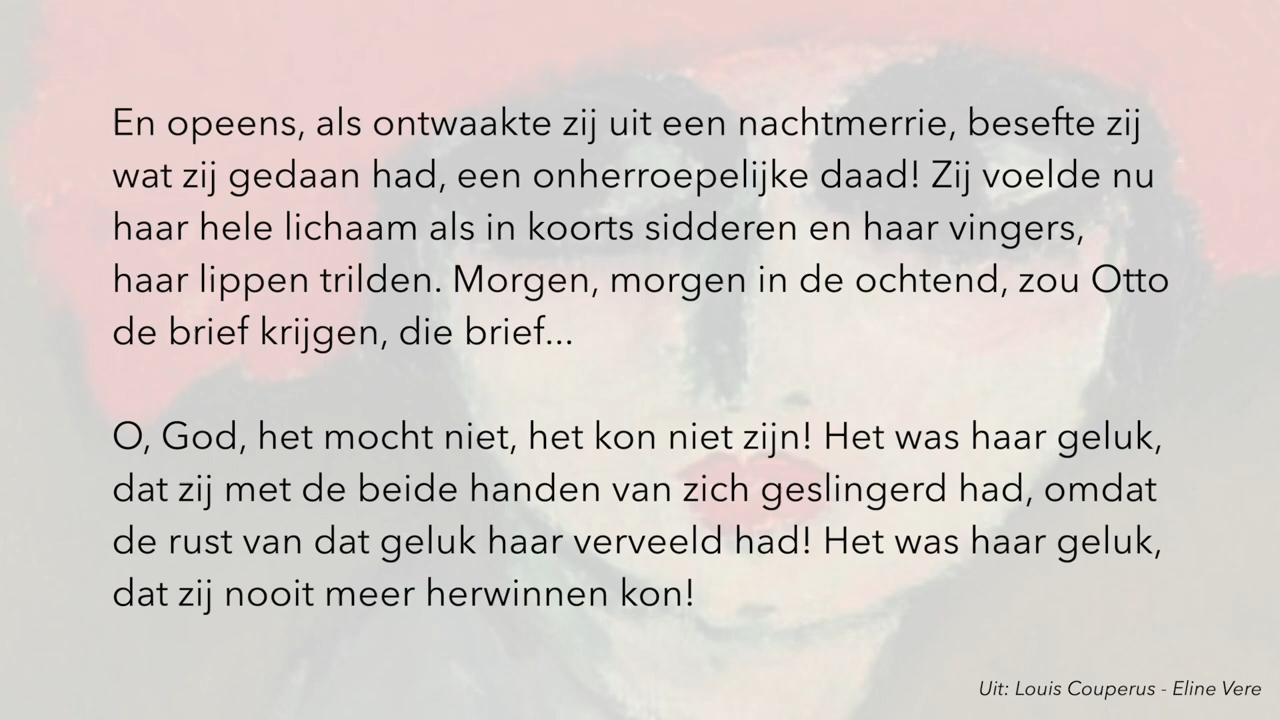 En opeens, als ontwaakte zij uit een nachtmerrie, besefte zij
wat zij gedaan had, een onherroepelijke daad! Zij voelde nu
haar hele lichaam als in koorts sidderen en haar vingers,
haar lippen trilden. Morgen, morgen in de ochtend, zou Otto
de brief krijgen, die brief...
O, God, het mocht niet, het kon niet zijn! Het was haar geluk,
dat zij met de beide handen van zich geslingerd had, omdat
de rust van dat geluk haar verveeld had! Het was haar geluk,
dat zij nooit meer herwinnen kon!
Uit: Louis Couperus - Eline Vere